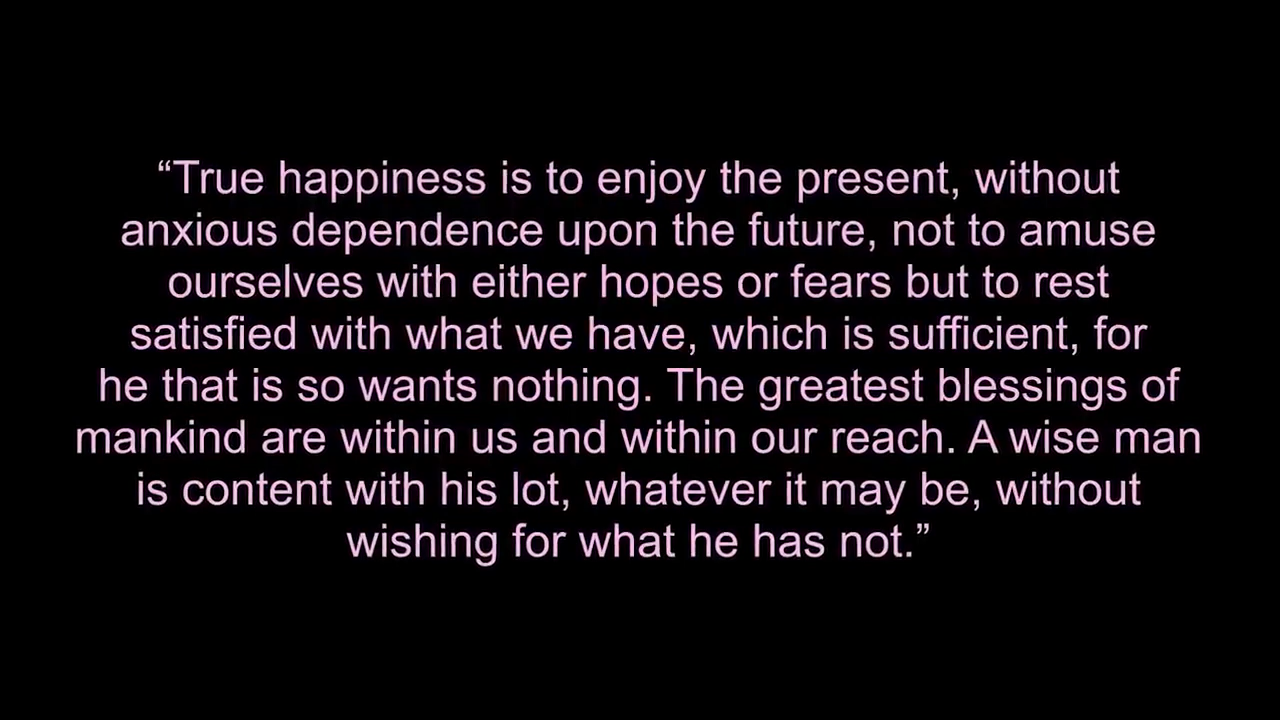 “True happiness is to enjoy the present, without
anxious dependence upon the future, not to amuse
ourselves with either hopes or fears but to rest
satisfied with what we have, which is sufficient, for
he that is so wants nothing. The greatest blessings of
mankind are within us and within our reach. A wise man
is content with his lot, whatever it may be, without
wishing for what he has not.”